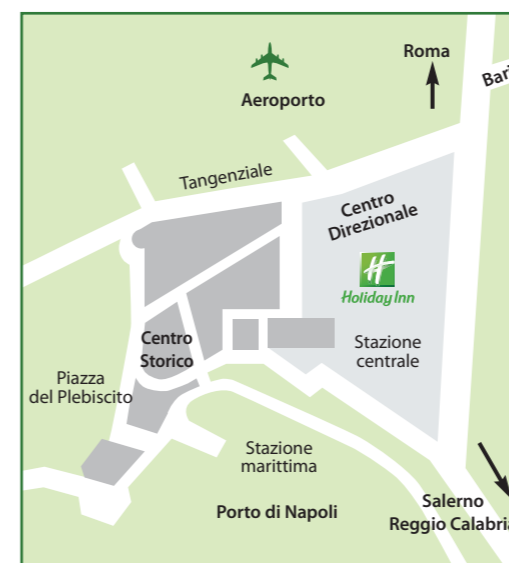 Roma
Bari
Aeroporto
Tangenziale
Centro
Direzionale
Holiday Inn
Centro
Storico
Stazione
centrale
Piazza
del Plebiscito
Stazione
marittima
Porto di Napoli
Salerno
Reggio Calabria